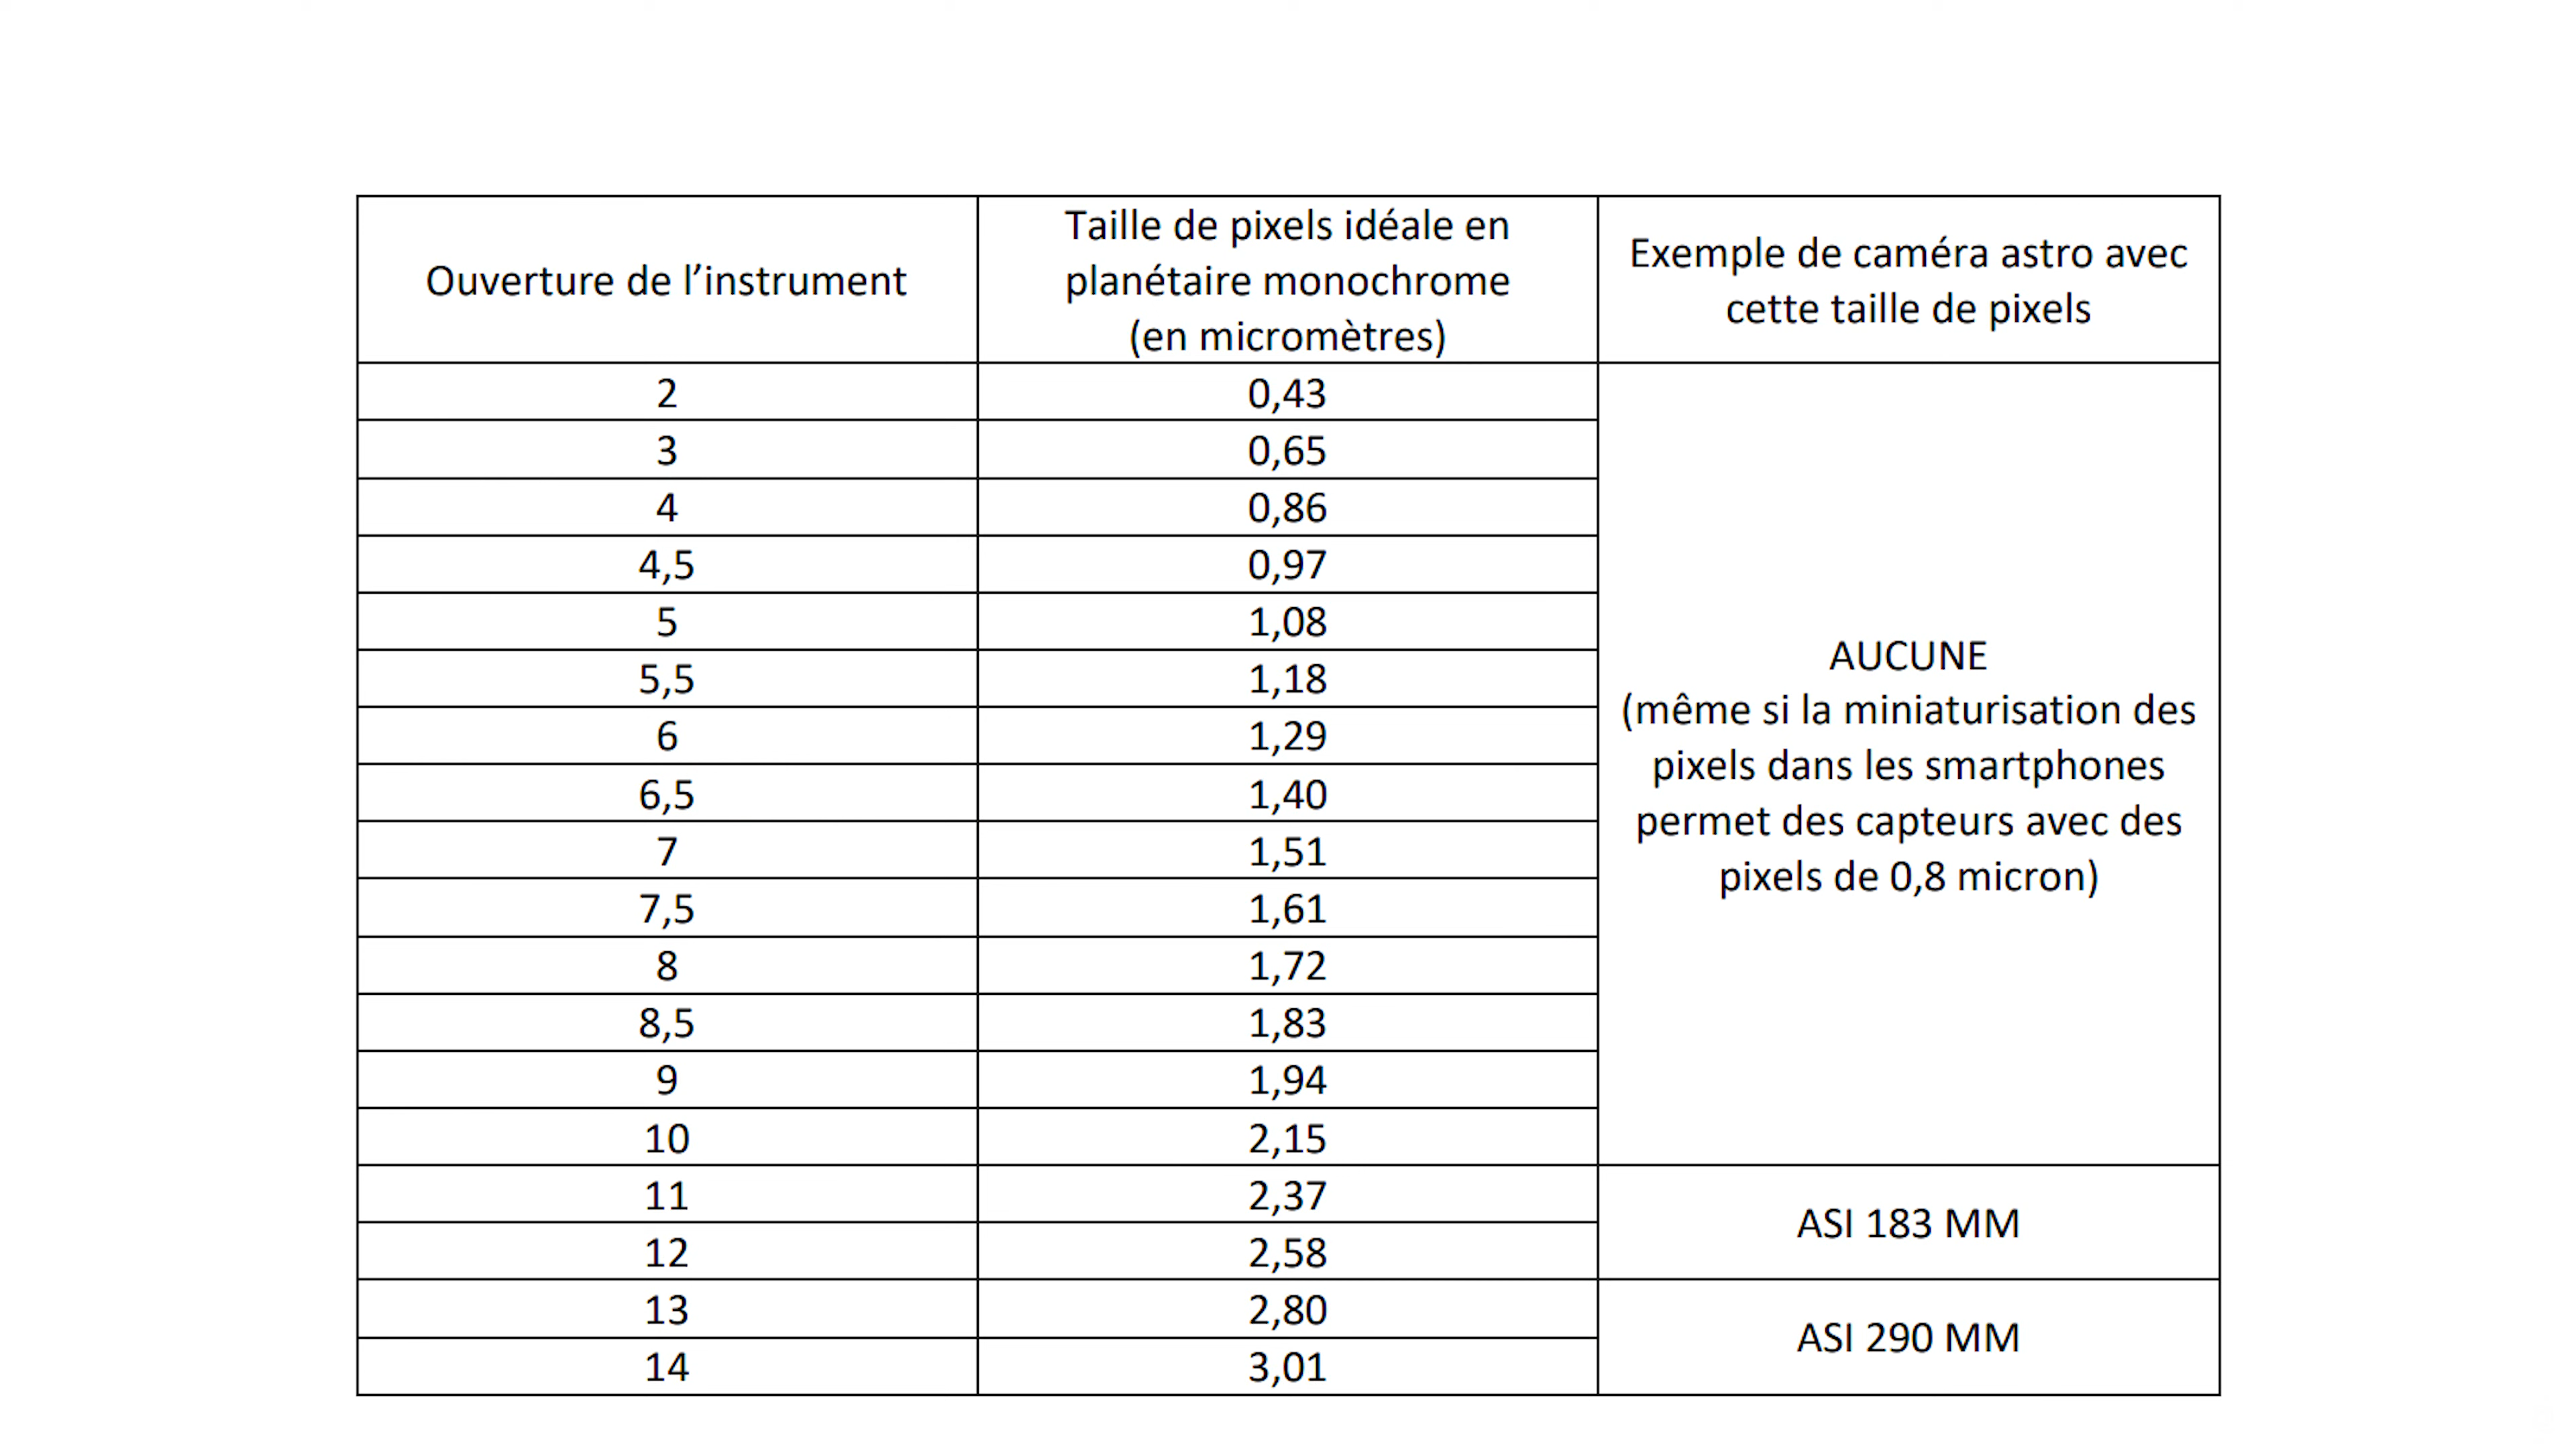 Ouverture de l’instrument
Taille de pixels idéale en
planétaire monochrome
(en micromètres)
Exemple de caméra astro avec
cette taille de pixels
2 0,43
3 0,65
4 0,86
4,5 0,97
5 1,08
5,5 1,18
6 1,29
6,5 1,40
7 1,51
7,5 1,61
8 1,72
8,5 1,83
9 1,94
10 2,15
AUCUNE
(même si la miniaturisation des
pixels dans les smartphones
permet des capteurs avec des
pixels de 0,8 micron)
11 2,37
12 2,58
ASI 183 MM
13 2,80
14 3,01
ASI 290 MM